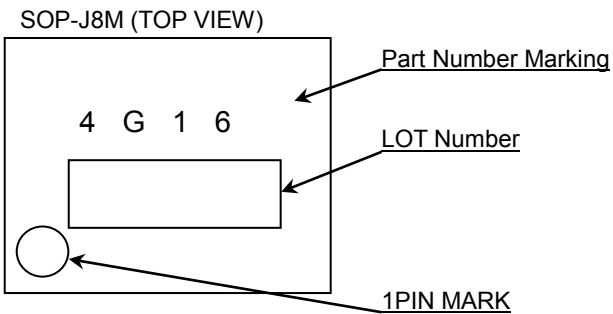 SOP-J8M (TOP VIEW)
Part Number Marking
4 G 1 6
LOT Number
1PIN MARK